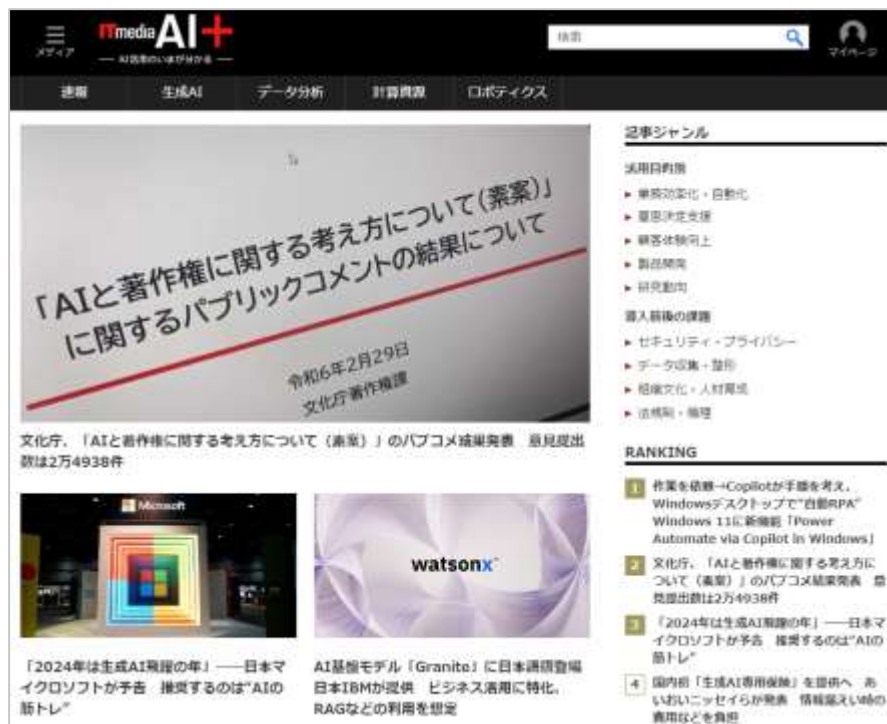 ITmedia AI+
メディア
AI活用のいまが分かる
検索
マイページ
速報
生成AI
データ分析
計算資源
ロボティクス
「AIと著作権に関する考え方について(素案)」
に関するパブリックコメントの結果について
令和6年2月29日
文化庁著作権課
文化庁、「AIと著作権に関する考え方について（素案）」のパブコメ結果発表 意見提出
数は2万4938件
Microsoft
「2024年は生成AI飛躍の年」――日本マ
イクロソフトが予告 推奨するのは“AIの
筋トレ”
watsonx
AI基盤モデル「Granite」に日本語版登場
日本IBMが提供 ビジネス活用に特化、
RAGなどの利用を想定
記事ジャンル
活用目的別
業務効率化・自動化
意思決定支援
顧客体験向上
製品開発
研究動向
導入前後の課題
セキュリティ・プライバシー
データ収集・整形
組織文化・人材育成
法規制・倫理
RANKING
1 作業を依頼→Copilotが手順を考え、
Windowsデスクトップで“自動RPA”
Windows 11に新機能「Power
Automate via Copilot in Windows」
2 文化庁、「AIと著作権に関する考え方に
ついて（素案）」のパブコメ結果発表 意
見提出数は2万4938件
3 「2024年は生成AI飛躍の年」――日本マ
イクロソフトが予告 推奨するのは“AIの
筋トレ”
4 国内初「生成AI専用保険」を提供へ あ
いおいニッセイらが発表 情報漏えい時の
費用などを負担